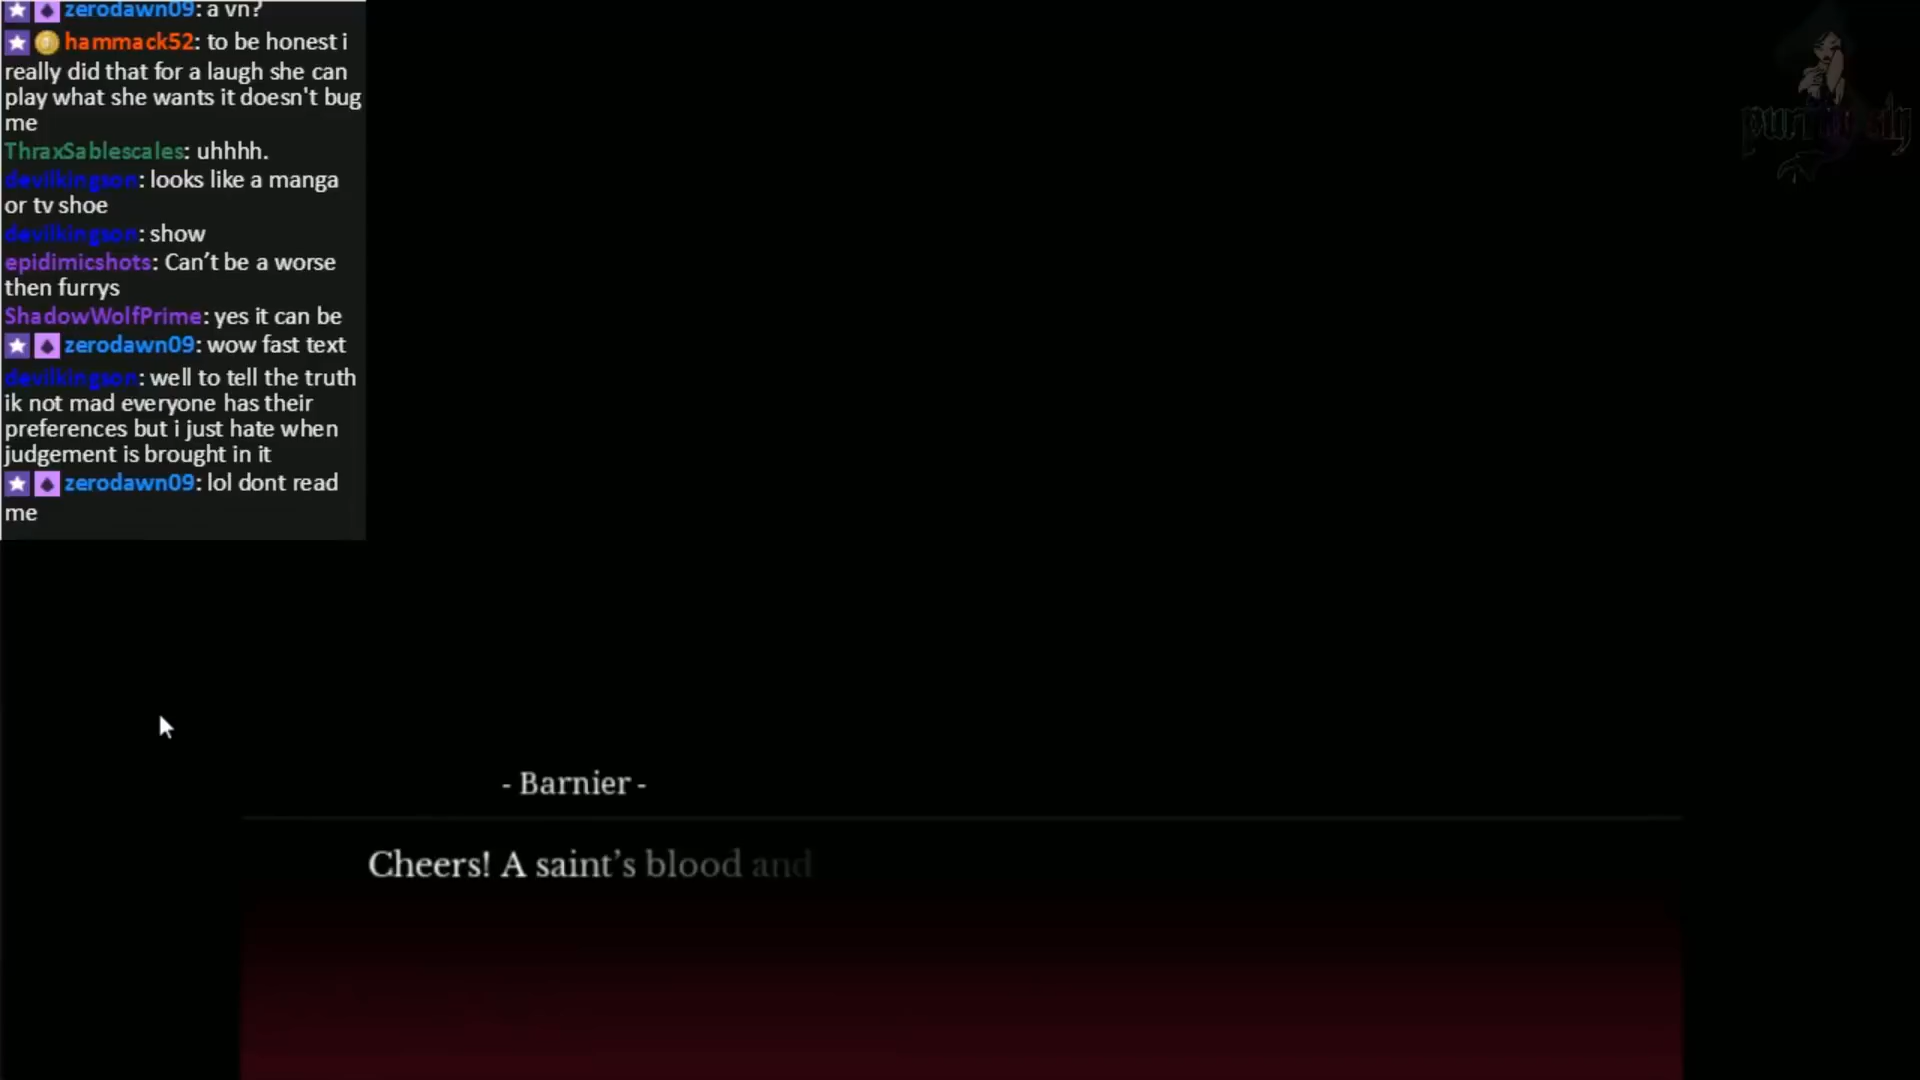 zerodawn09: a vn?
hammack52: to be honest i
really did that for a laugh she can
play what she wants it doesn't bug
me
ThraxSablescales: uhhhh.
devilkingson: looks like a manga
or tv shoe
devilkingson: show
epidimicshots: Can’t be a worse
then furrys
ShadowWolfPrime: yes it can be
zerodawn09: wow fast text
devilkingson: well to tell the truth
ik not mad everyone has their
preferences but i just hate when
judgement is brought in it
zerodawn09: lol dont read
me
- Barnier -
Cheers! A saint’s blood and